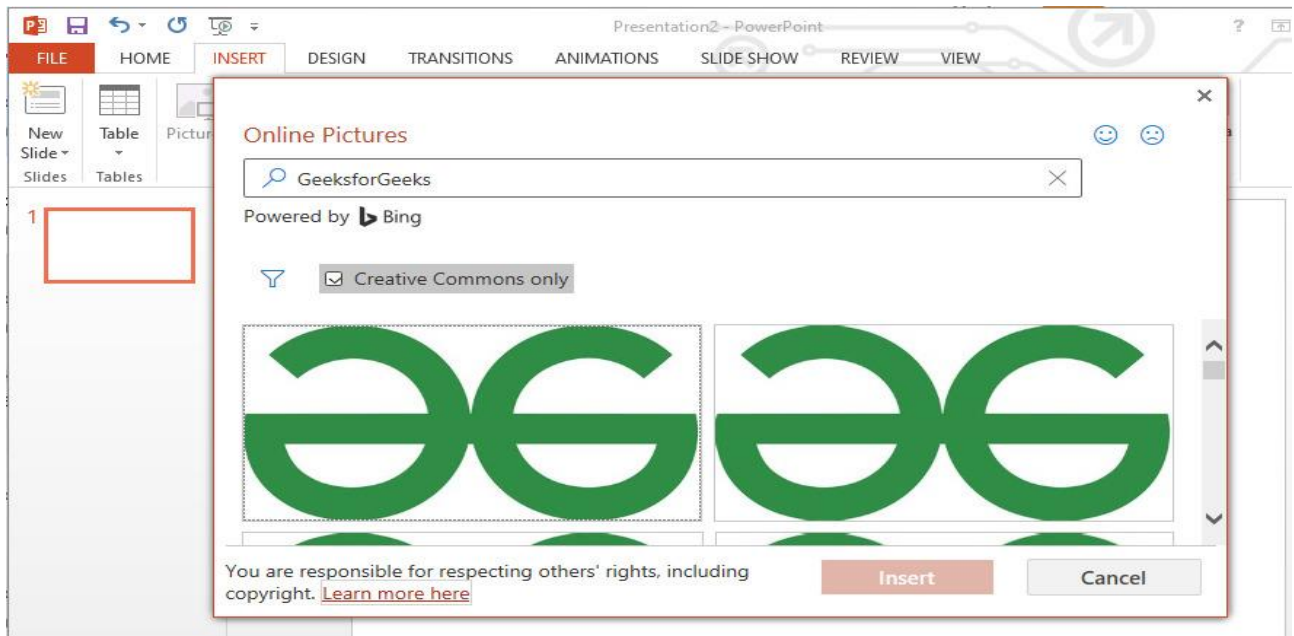 Presentation2 - PowerPoint
?
FILE HOME INSERT DESIGN TRANSITIONS ANIMATIONS SLIDE SHOW REVIEW VIEW
New Slide
Table
Slides
Tables
1
Online Pictures
GeeksforGeeks
Powered by Bing
Creative Commons only
You are responsible for respecting others' rights, including
copyright. Learn more here
Insert
Cancel